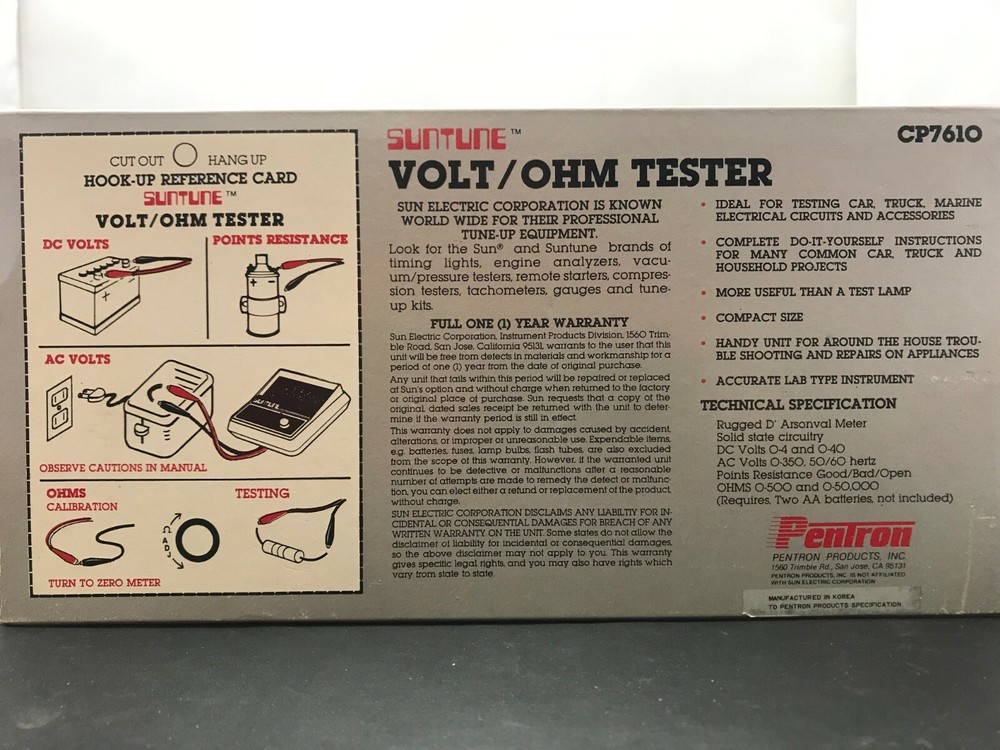 CUT OUT HANG UP
HOOK-UP REFERENCE CARD
SUNTUNE™
VOLT/OHM TESTER
DC VOLTS
POINTS RESISTANCE
AC VOLTS
OBSERVE CAUTIONS IN MANUAL
OHMS
CALIBRATION
TESTING
Ω ADJ
TURN TO ZERO METER
SUNTUNE™
VOLT/OHM TESTER
SUN ELECTRIC CORPORATION IS KNOWN
WORLD WIDE FOR THEIR PROFESSIONAL
TUNE-UP EQUIPMENT.
Look for the Sun® and Suntune brands of
timing lights, engine analyzers, vacu-
um/pressure testers, remote starters, compres-
sion testers, tachometers, gauges and tune-
up kits.
FULL ONE (1) YEAR WARRANTY
Sun Electric Corporation, Instrument Products Division, 1560 Trim-
ble Road, San Jose, California 95131, warrants to the user that this
unit will be free from defects in materials and workmanship for a
period of one (1) year from the date of original purchase.
Any unit that fails within this period will be repaired or replaced
at Sun's option and without charge when returned to the factory
or original place of purchase. Sun requests that a copy of the
original, dated sales receipt be returned with the unit to deter-
mine if the warranty period is still in effect.
This warranty does not apply to damages caused by accident,
alterations, or improper or unreasonable use. Expendable items,
e.g. batteries, fuses, lamp bulbs, flash tubes, are also excluded
from the scope of this warranty. However, if the warranted unit
continues to be defective or malfunctions after a reasonable
number of attempts are made to remedy the defect or malfunc-
tion, you can elect either a refund or replacement of the product,
without charge.
SUN ELECTRIC CORPORATION DISCLAIMS ANY LIABILTIY FOR IN-
CIDENTAL OR CONSEQUENTIAL DAMAGES FOR BREACH OF ANY
WRITTEN WARRANTY ON THE UNIT. Some states do not allow the
disclaimer of liability for incidental or consequential damages,
so the above disclaimer may not apply to you. This warranty
gives specific legal rights, and you may also have rights which
vary from state to state.
CP7610
• IDEAL FOR TESTING CAR, TRUCK, MARINE
ELECTRICAL CIRCUITS AND ACCESSORIES
• COMPLETE DO-IT-YOURSELF INSTRUCTIONS
FOR MANY COMMON CAR, TRUCK AND
HOUSEHOLD PROJECTS
• MORE USEFUL THAN A TEST LAMP
• COMPACT SIZE
• HANDY UNIT FOR AROUND THE HOUSE TROU-
BLE SHOOTING AND REPAIRS ON APPLIANCES
• ACCURATE LAB TYPE INSTRUMENT
TECHNICAL SPECIFICATION
Rugged D' Arsonval Meter
Solid state circuitry
DC Volts 0-4 and 0-40
AC Volts 0-350, 50/60 hertz
Points Resistance Good/Bad/Open
OHMS 0-500 and 0-50,000
(Requires, Two AA batteries, not included)
Pentron
PENTRON PRODUCTS, INC.
1560 Trimble Rd., San Jose, CA 95131
PENTRON PRODUCTS, INC. IS NOT AFFILIATED
WITH SUN ELECTRIC CORPORATION
MANUFACTURED IN KOREA
TO PENTRON PRODUCTS SPECIFICATION